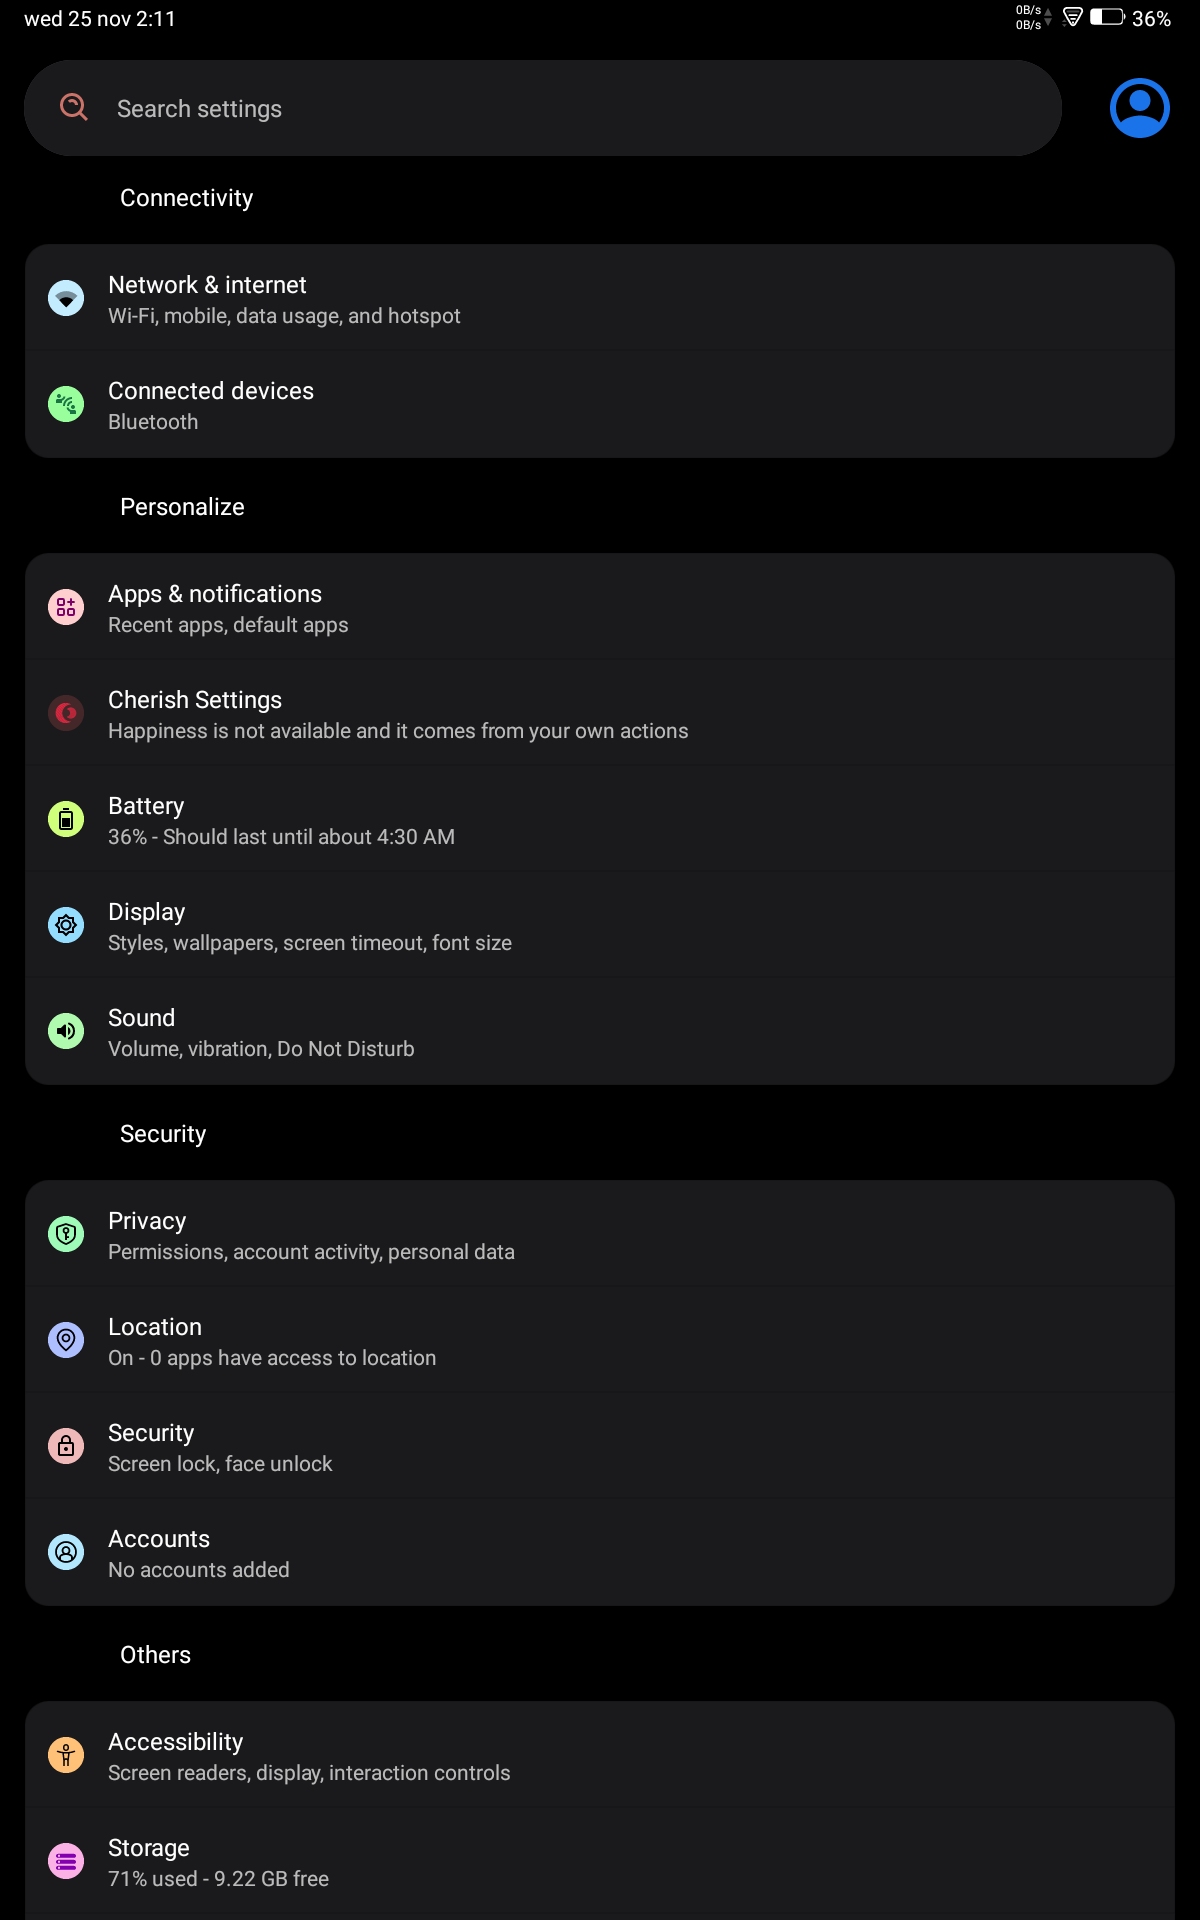 wed 25 nov 2:11
0B/s
0B/s
36%
Search settings
Connectivity
Network & internet
Wi-Fi, mobile, data usage, and hotspot
Connected devices
Bluetooth
Personalize
Apps & notifications
Recent apps, default apps
Cherish Settings
Happiness is not available and it comes from your own actions
Battery
36% - Should last until about 4:30 AM
Display
Styles, wallpapers, screen timeout, font size
Sound
Volume, vibration, Do Not Disturb
Security
Privacy
Permissions, account activity, personal data
Location
On - 0 apps have access to location
Security
Screen lock, face unlock
Accounts
No accounts added
Others
Accessibility
Screen readers, display, interaction controls
Storage
71% used - 9.22 GB free